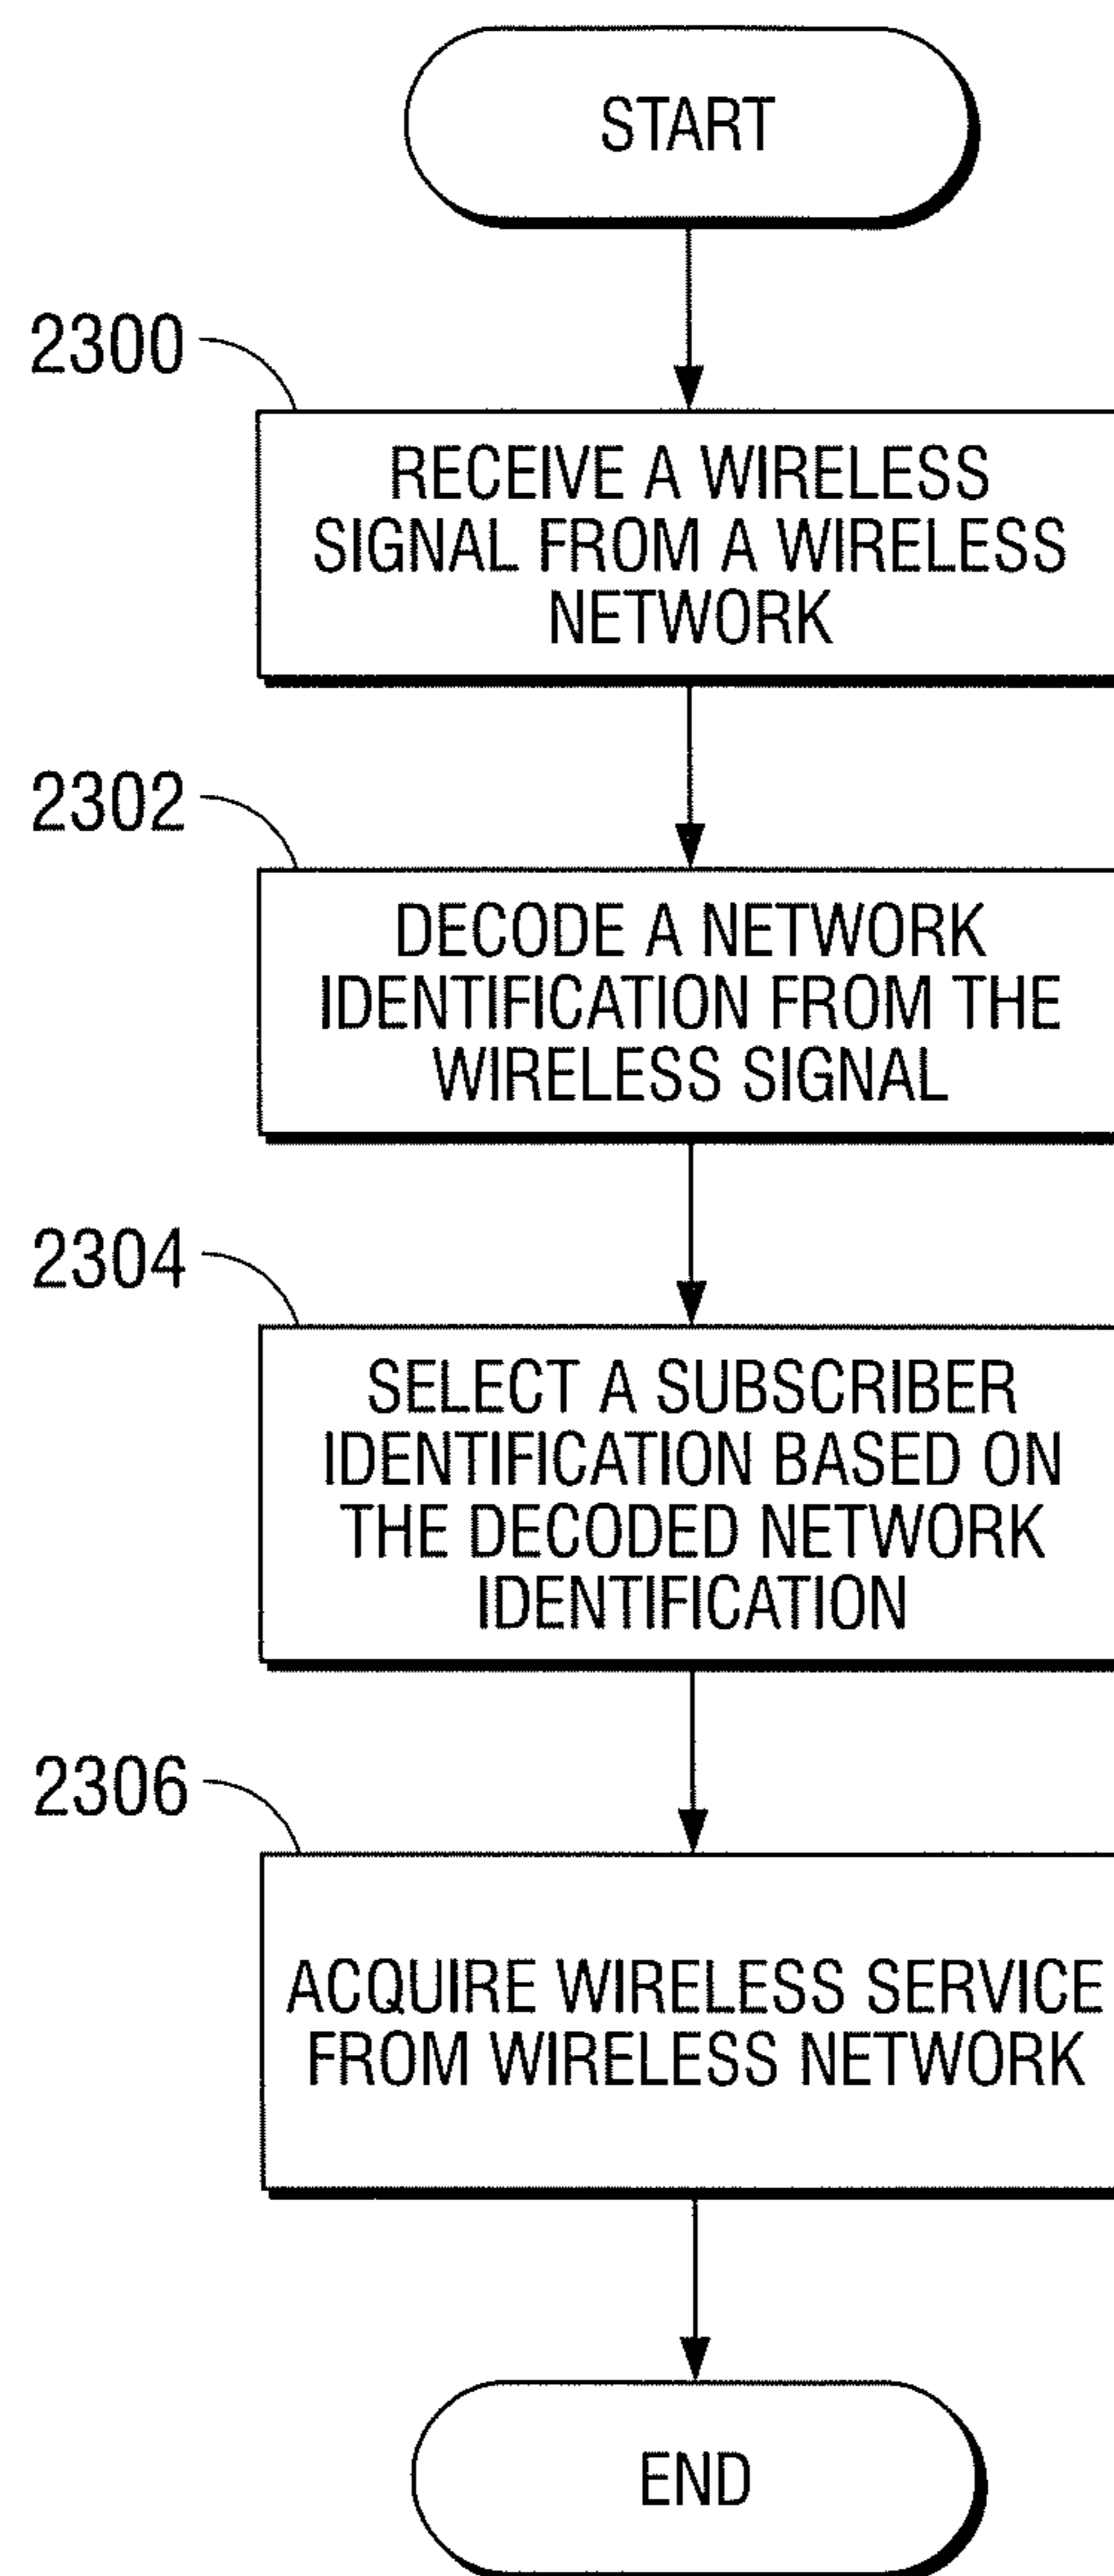 START
2300
RECEIVE A WIRELESS
SIGNAL FROM A WIRELESS
NETWORK
2302
DECODE A NETWORK
IDENTIFICATION FROM THE
WIRELESS SIGNAL
2304
SELECT A SUBSCRIBER
IDENTIFICATION BASED ON
THE DECODED NETWORK
IDENTIFICATION
2306
ACQUIRE WIRELESS SERVICE
FROM WIRELESS NETWORK
END